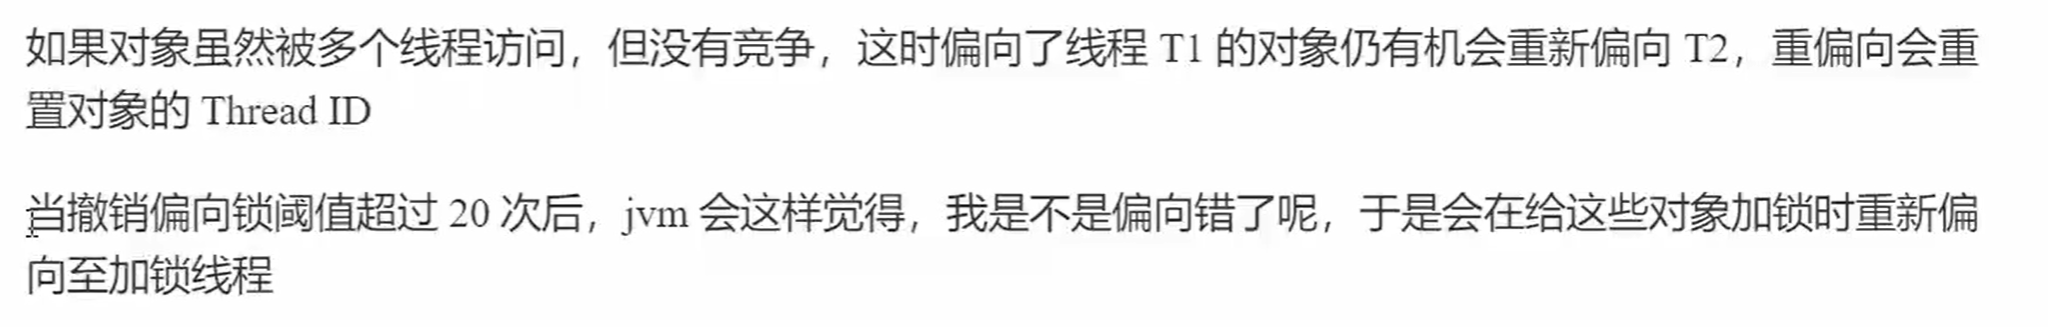 如果对象虽然被多个线程访问，但没有竞争，这时偏向了线程 T1 的对象仍有机会重新偏向 T2，重偏向会重
置对象的 Thread ID
当撤销偏向锁阈值超过 20 次后，jvm 会这样觉得，我是不是偏向错了呢，于是会在给这些对象加锁时重新偏
向至加锁线程